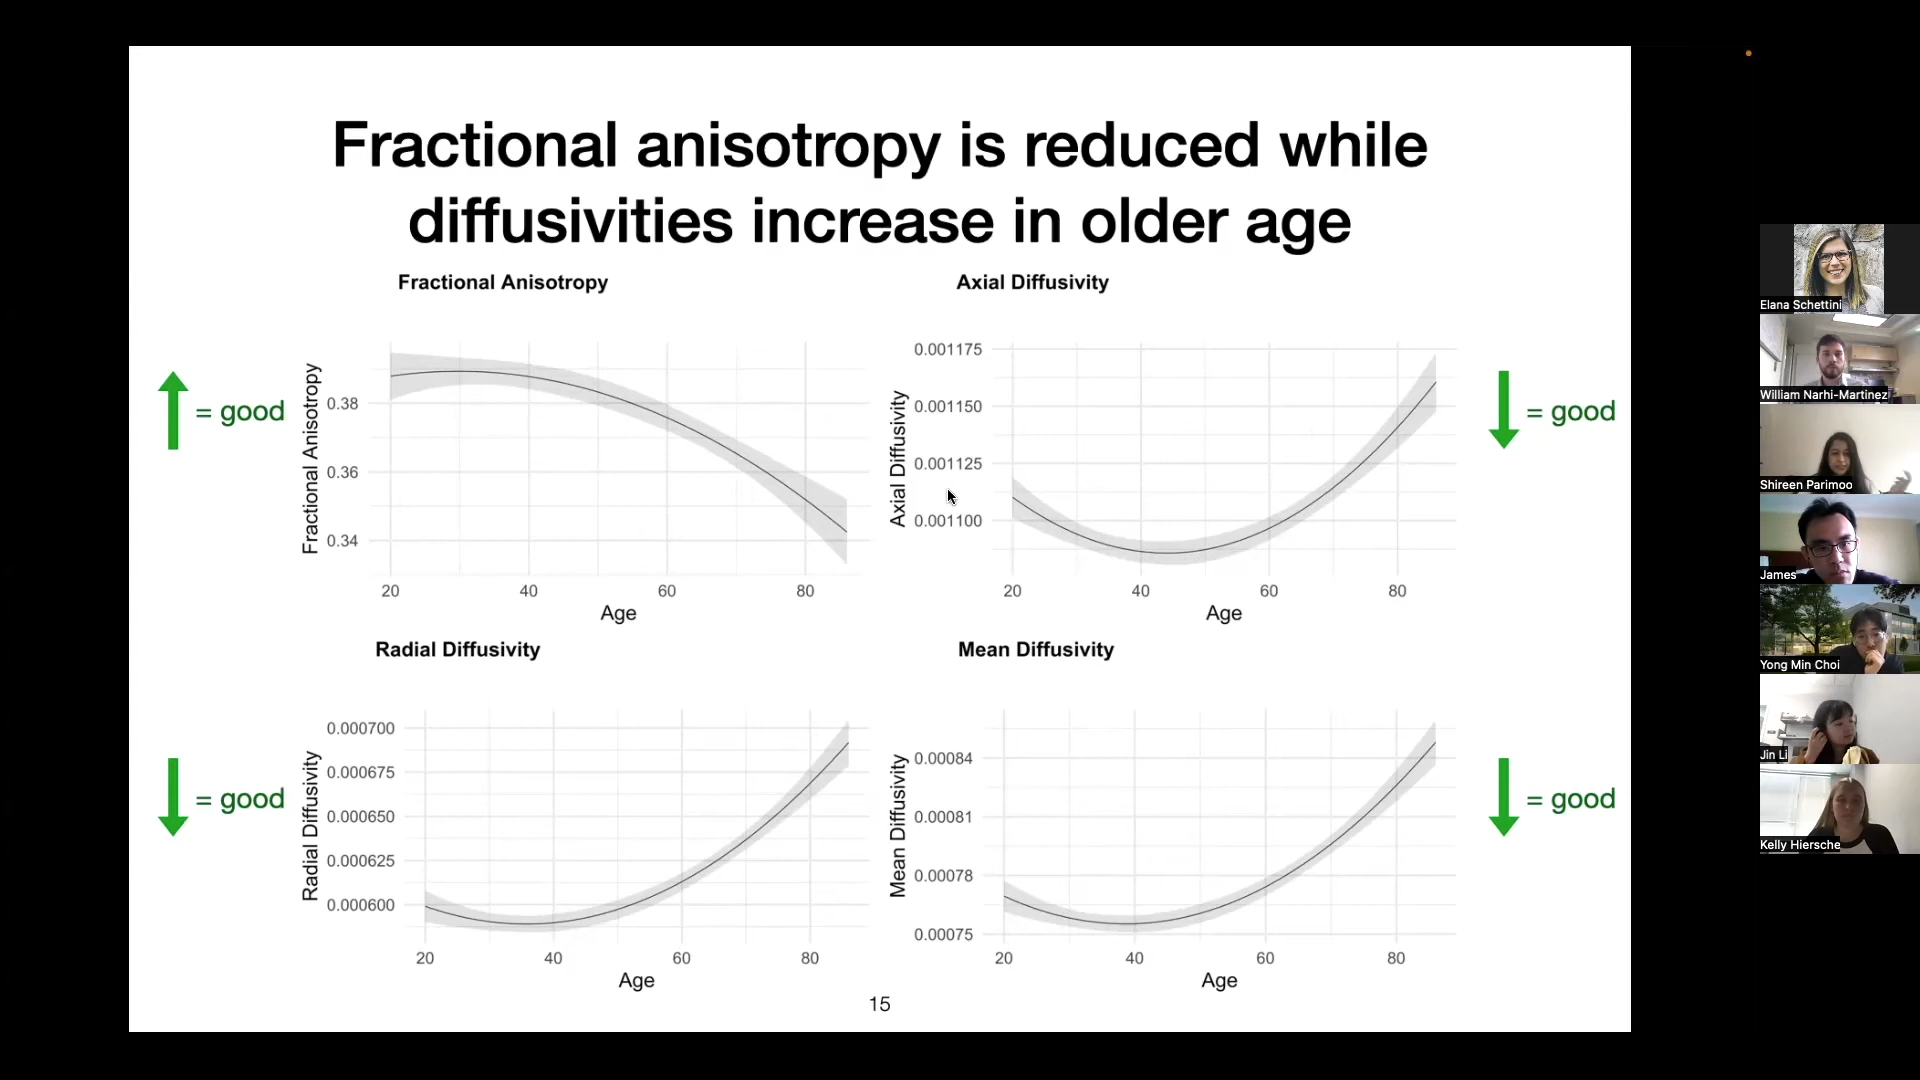 Fractional anisotropy is reduced while
diffusivities increase in older age
Fractional Anisotropy
= good
Fractional Anisotropy
0.38
0.36
0.34
20 40 60 80
Age
Axial Diffusivity
Axial Diffusivity
0.001175
0.001150
0.001125
0.001100
20 40 60 80
Age
= good
Radial Diffusivity
= good
Radial Diffusivity
0.000700
0.000675
0.000650
0.000625
0.000600
20 40 60 80
Age
Mean Diffusivity
Mean Diffusivity
0.00084
0.00081
0.00078
0.00075
20 40 60 80
Age
= good
15
Elana Schettini
William Narhi-Martinez
Shireen Parimoo
James
Yong Min Choi
Jin Li
Kelly Hiersche